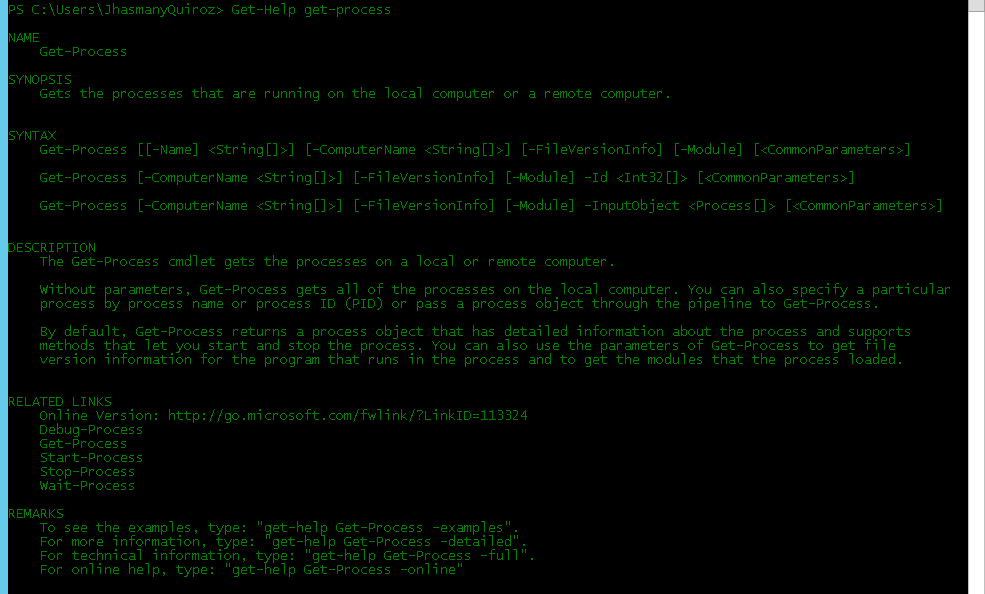 PS C:\Users\JhasmanyQuiroz> Get-Help get-process
NAME
Get-Process
SYNOPSIS
Gets the processes that are running on the local computer or a remote computer.
SYNTAX
Get-Process [[-Name] <String[]>] [-ComputerName <String[]>] [-FileVersionInfo] [-Module] [<CommonParameters>]
Get-Process [-ComputerName <String[]>] [-FileVersionInfo] [-Module] -Id <Int32[]> [<CommonParameters>]
Get-Process [-ComputerName <String[]>] [-FileVersionInfo] [-Module] -InputObject <Process[]> [<CommonParameters>]
DESCRIPTION
The Get-Process cmdlet gets the processes on a local or remote computer.
Without parameters, Get-Process gets all of the processes on the local computer. You can also specify a particular
process by process name or process ID (PID) or pass a process object through the pipeline to Get-Process.
By default, Get-Process returns a process object that has detailed information about the process and supports
methods that let you start and stop the process. You can also use the parameters of Get-Process to get file
version information for the program that runs in the process and to get the modules that the process loaded.
RELATED LINKS
Online Version: http://go.microsoft.com/fwlink/?LinkID=113324
Debug-Process
Get-Process
Start-Process
Stop-Process
Wait-Process
REMARKS
To see the examples, type: "get-help Get-Process -examples".
For more information, type: "get-help Get-Process -detailed".
For technical information, type: "get-help Get-Process -full".
For online help, type: "get-help Get-Process -online"